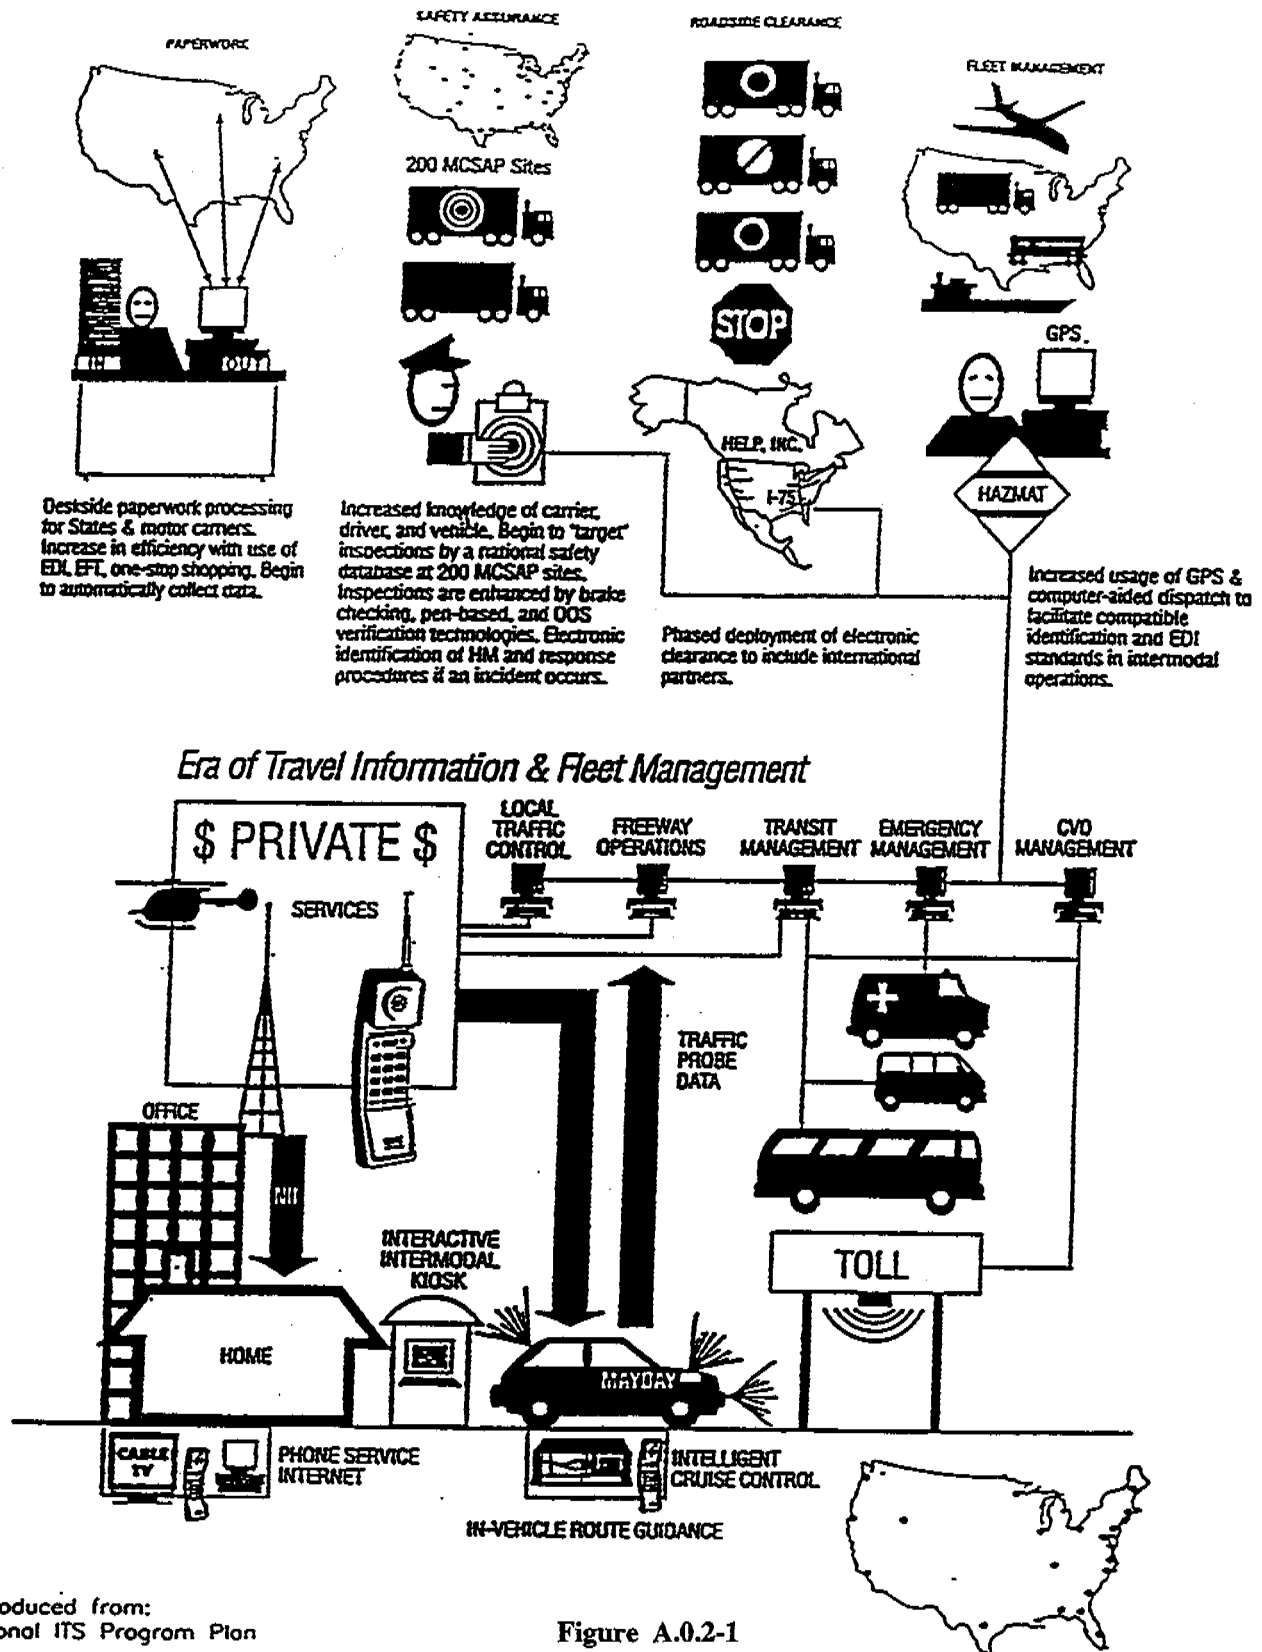 PAPERWORK
SAFETY ASSURANCE
ROADSIDE CLEARANCE
FLEET MANAGEMENT
200 MCSAP Sites
STOP
GPS.
IN
OUT
HELP, INC.
I-75
HAZMAT
Deskside paperwork processing
for States & motor carriers.
Increase in efficiency with use of
EDI, EFT, one-stop shopping. Begin
to automatically collect data.
Increased knowledge of carrier,
driver, and vehicle. Begin to "target"
inspections by a national safety
database at 200 MCSAP sites.
Inspections are enhanced by brake
checking, pen-based, and OOS
verification technologies. Electronic
identification of HM and response
procedures if an incident occurs.
Phased deployment of electronic
clearance to include international
partners.
Increased usage of GPS &
computer-aided dispatch to
facilitate compatible
identification and EDI
standards in intermodal
operations.
Era of Travel Information & Fleet Management
$ PRIVATE $
SERVICES
LOCAL
TRAFFIC
CONTROL
FREEWAY
OPERATIONS
TRANSIT
MANAGEMENT
EMERGENCY
MANAGEMENT
CVO
MANAGEMENT
TRAFFIC
PROBE
DATA
OFFICE
NII
INTERACTIVE
INTERMODAL
KIOSK
TOLL
HOME
MAYDAY
CABLE
TV
PHONE SERVICE
INTERNET
INTELLIGENT
CRUISE CONTROL
IN-VEHICLE ROUTE GUIDANCE
oduced from:
onal ITS Program Plan
Figure A.0.2-1